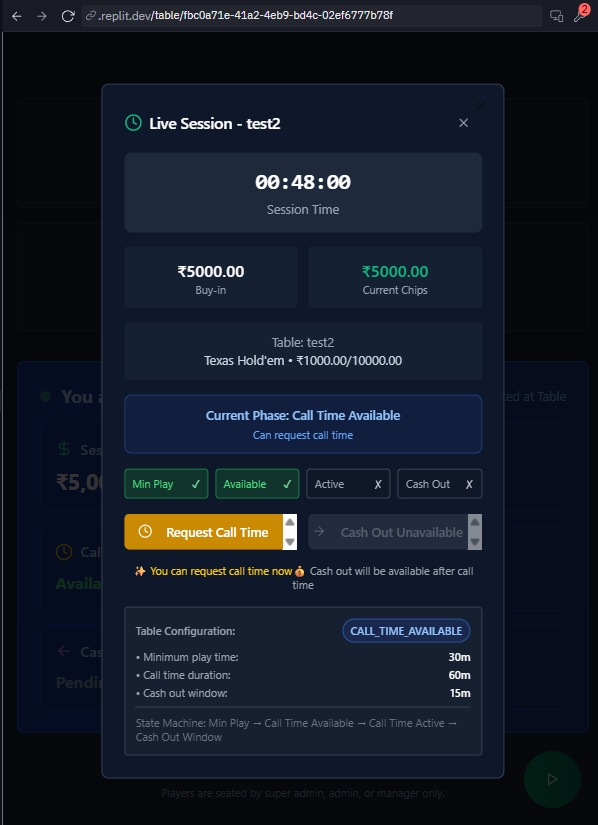 .replit.dev/table/fbc0a71e-41a2-4eb9-bd4c-02ef6777b78f
2
Live Session - test2
00:48:00
Session Time
₹5000.00
Buy-in
₹5000.00
Current Chips
Table: test2
Texas Hold'em • ₹1000.00/10000.00
Current Phase: Call Time Available
Can request call time
Min Play ✓
Available ✓
Active ✗
Cash Out ✗
Request Call Time
Cash Out Unavailable
✨ You can request call time now 💰 Cash out will be available after call
time
Table Configuration:
CALL_TIME_AVAILABLE
• Minimum play time: 30m
• Call time duration: 60m
• Cash out window: 15m
State Machine: Min Play → Call Time Available → Call Time Active →
Cash Out Window
You a
ed at Table
$ Ses
₹5,0
Cal
Availa
Cas
Pendi
Players are seated by super admin, admin, or manager only.